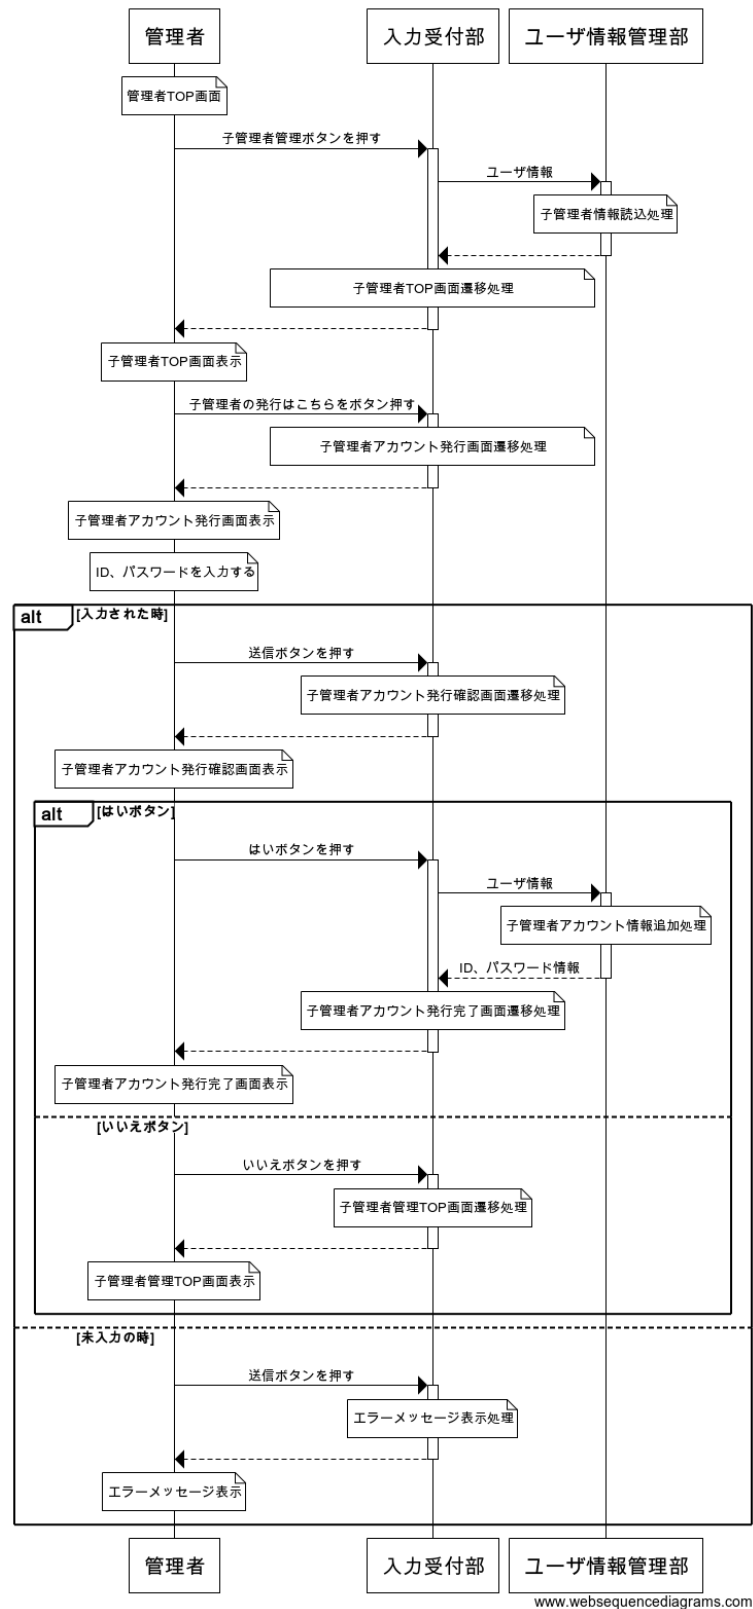 管理者 入力受付部 ユーザ情報管理部
管理者TOP画面
子管理者管理ボタンを押す
ユーザ情報
子管理者情報読込処理
子管理者TOP画面遷移処理
子管理者TOP画面表示
子管理者の発行はこちらをボタン押す
子管理者アカウント発行画面遷移処理
子管理者アカウント発行画面表示
ID、パスワードを入力する
alt [入力された時]
送信ボタンを押す
子管理者アカウント発行確認画面遷移処理
子管理者アカウント発行確認画面表示
alt [はいボタン]
はいボタンを押す
ユーザ情報
子管理者アカウント情報追加処理
ID、パスワード情報
子管理者アカウント発行完了画面遷移処理
子管理者アカウント発行完了画面表示
[いいえボタン]
いいえボタンを押す
子管理者管理TOP画面遷移処理
子管理者管理TOP画面表示
[未入力の時]
送信ボタンを押す
エラーメッセージ表示処理
エラーメッセージ表示
管理者 入力受付部 ユーザ情報管理部
www.websequencediagrams.com